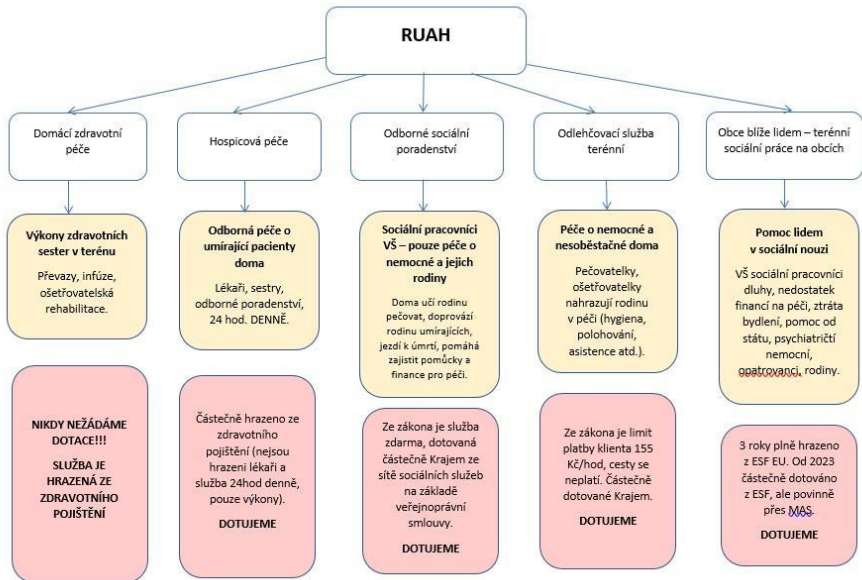 RUAH
Domácí zdravotní
péče
Hospicová péče
Odborné sociální
poradenství
Odlehčovací služba
terénní
Obce blíže lidem – terénní
sociální práce na obcích
Výkony zdravotních
sester v terénu
Převazy, infúze,
ošetřovatelská
rehabilitace.
Odborná péče o
umírající pacienty
doma
Lékaři, sestry,
odborné poradenství,
24 hod. DENNĚ.
Sociální pracovníci
VŠ – pouze péče o
nemocné a jejich
rodiny
Doma učí rodinu
pečovat, doprovází
rodinu umírajících,
jezdí k úmrtí, pomáhá
zajistit pomůcky a
finance pro péči.
Péče o nemocné a
nesoběstačné doma
Pečovatelky,
ošetřovatelky
nahrazují rodinu
v péči (hygiena,
polohování,
asistence atd.).
Pomoc lidem
v sociální nouzi
VŠ sociální pracovníci
dluhy, nedostatek
financí na péči, ztráta
bydlení, pomoc od
státu, psychiatričtí
nemocní,
opatrovanci, rodiny.
NIKDY NEŽÁDÁME
DOTACE!!!
SLUŽBA JE
HRAZENÁ ZE
ZDRAVOTNÍHO
POJIŠTĚNÍ
Částečně hrazeno ze
zdravotního
pojištění (nejsou
hrazeni lékaři a
služba 24hod denně,
pouze výkony).
DOTUJEME
Ze zákona je služba
zdarma, dotovaná
částečně Krajem ze
sítě sociálních služeb
na základě
veřejnoprávní
smlouvy.
DOTUJEME
Ze zákona je limit
platby klienta 155
Kč/hod, cesty se
neplatí. Částečně
dotované Krajem.
DOTUJEME
3 roky plně hrazeno
z ESF EU. Od 2023
částečně dotováno
z ESF, ale povinně
přes MAS.
DOTUJEME